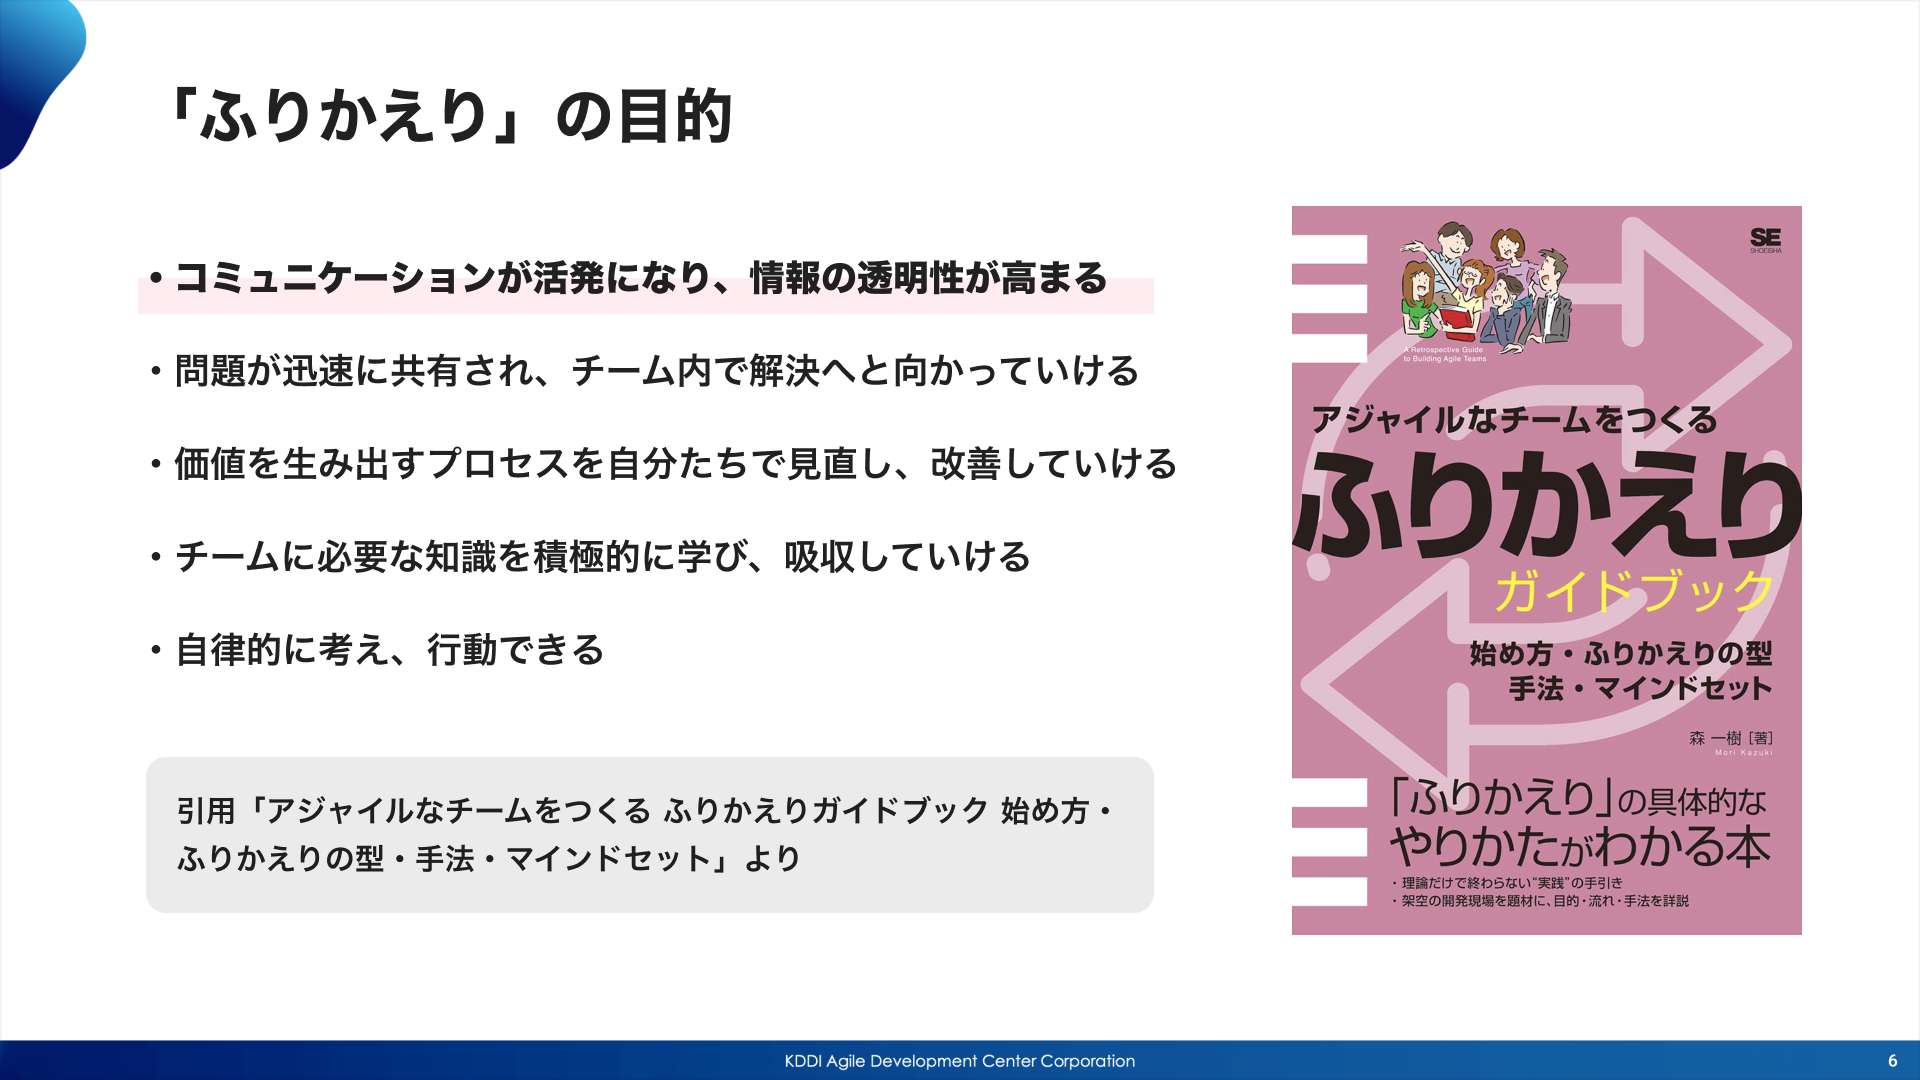 「ふりかえり」の目的
・コミュニケーションが活発になり、情報の透明性が高まる
・問題が迅速に共有され、チーム内で解決へと向かっていける
・価値を生み出すプロセスを自分たちで見直し、改善していける
・チームに必要な知識を積極的に学び、吸収していける
・自律的に考え、行動できる
引用「アジャイルなチームをつくる ふりかえりガイドブック 始め方・
ふりかえりの型・手法・マインドセット」より
SE
SHOEISHA
A Retrospective Guide
to Building Agile Teams
アジャイルなチームをつくる
ふりかえり
ガイドブック
始め方・ふりかえりの型
手法・マインドセット
森 一樹 [著]
Mori Kazuki
「ふりかえり」の具体的な
やりかたがわかる本
・理論だけで終わらない“実践”の手引き
・架空の開発現場を題材に、目的・流れ・手法を詳説
KDDI Agile Development Center Corporation
6